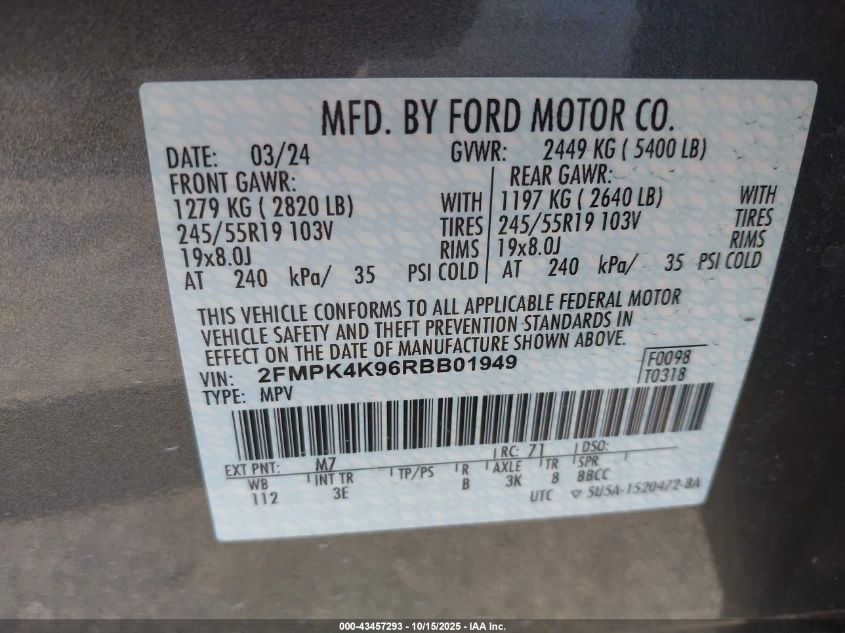 MFD. BY FORD MOTOR CO.
DATE: 03/24 GVWR: 2449 KG ( 5400 LB)
FRONT GAWR: REAR GAWR:
1279 KG ( 2820 LB) WITH 1197 KG ( 2640 LB) WITH
245/55R19 103V TIRES 245/55R19 103V TIRES
19x8.0J RIMS 19x8.0J RIMS
AT 240 kPa/ 35 PSI COLD AT 240 kPa/ 35 PSI COLD
THIS VEHICLE CONFORMS TO ALL APPLICABLE FEDERAL MOTOR
VEHICLE SAFETY AND THEFT PREVENTION STANDARDS IN
EFFECT ON THE DATE OF MANUFACTURE SHOWN ABOVE.
VIN: 2FMPK4K96RBB01949 F0098
TYPE: MPV T0318
EXT PNT: M7 RC: 71 DSO:
WB INT TR TP/PS R AXLE TR SPR
112 3E B 3K 8 BBCC
UTC ▽ 5U5A-1520472-BA
000-43457293 - 10/15/2025 - IAA Inc.